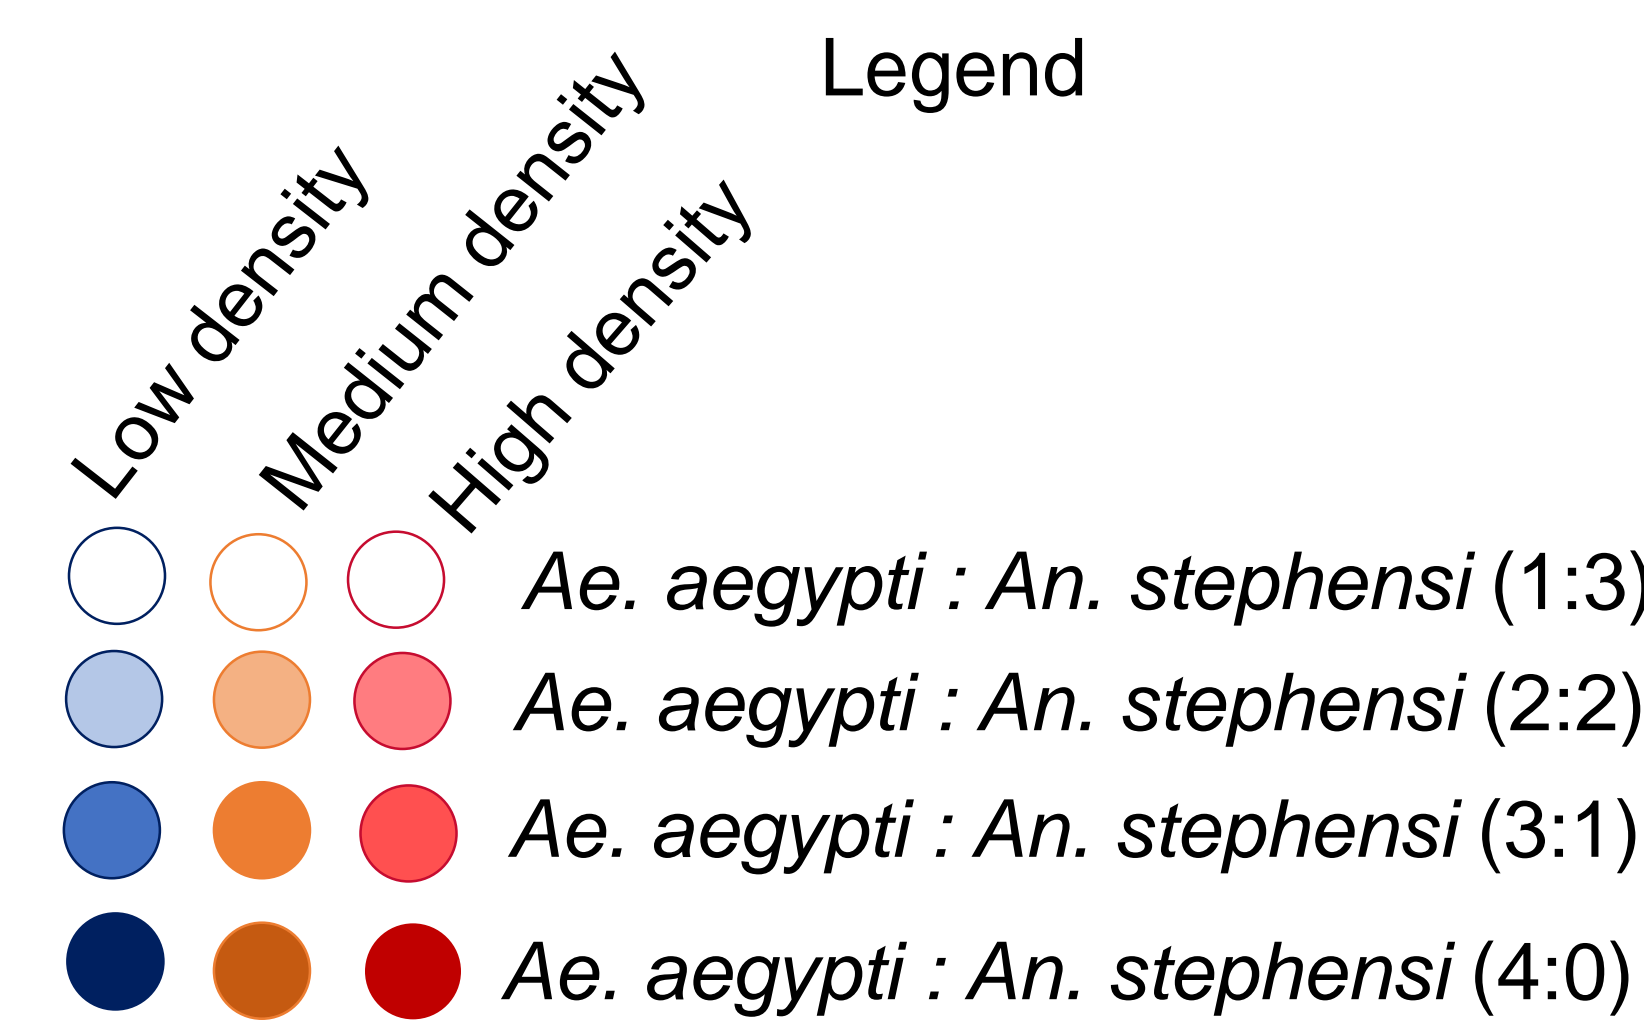 Legend
Low density
Medium density
High density
Ae. aegypti : An. stephensi (1:3)
Ae. aegypti : An. stephensi (2:2)
Ae. aegypti : An. stephensi (3:1)
Ae. aegypti : An. stephensi (4:0)